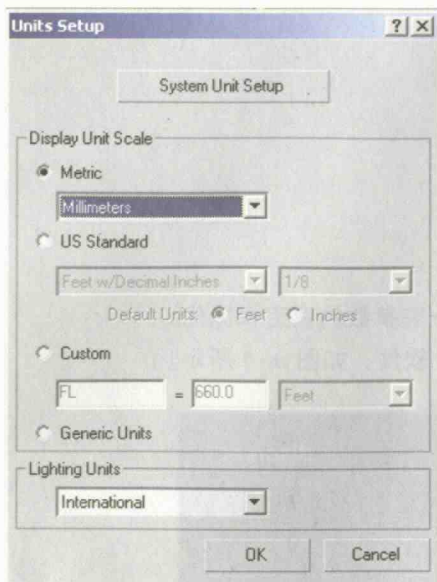 Units Setup
System Unit Setup
Display Unit Scale
Metric
Millimeters
US Standard
Feet w/Decimal Inches 1/8
Default Units: Feet Inches
Custom
FL = 660.0 Feet
Generic Units
Lighting Units
International
OK Cancel